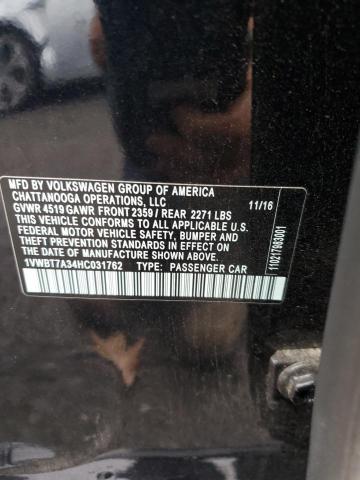 MFD BY VOLKSWAGEN GROUP OF AMERICA
CHATTANOOGA OPERATIONS, LLC 11/16
GVWR 4519 GAWR FRONT 2359 / REAR 2271 LBS
THIS VEHICLE CONFORMS TO ALL APPLICABLE U.S.
FEDERAL MOTOR VEHICLE SAFETY, BUMPER AND
THEFT PREVENTION STANDARDS IN EFFECT ON
THE DATE OF MANUFACTURE SHOWN ABOVE
1VWBT7A34HC031762 TYPE: PASSENGER CAR
110217983001